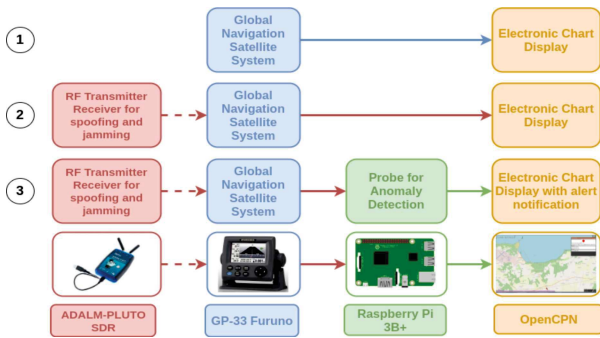 1
Global
Navigation
Satellite
System
Electronic Chart
Display
2
RF Transmitter
Receiver for
spoofing and
jamming
Global
Navigation
Satellite
System
Electronic Chart
Display
3
RF Transmitter
Receiver for
spoofing and
jamming
Global
Navigation
Satellite
System
Probe for
Anomaly
Detection
Electronic Chart
Display with alert
notification
ADALM-PLUTO
SDR
GP-33 Furuno
Raspberry Pi
3B+
OpenCPN